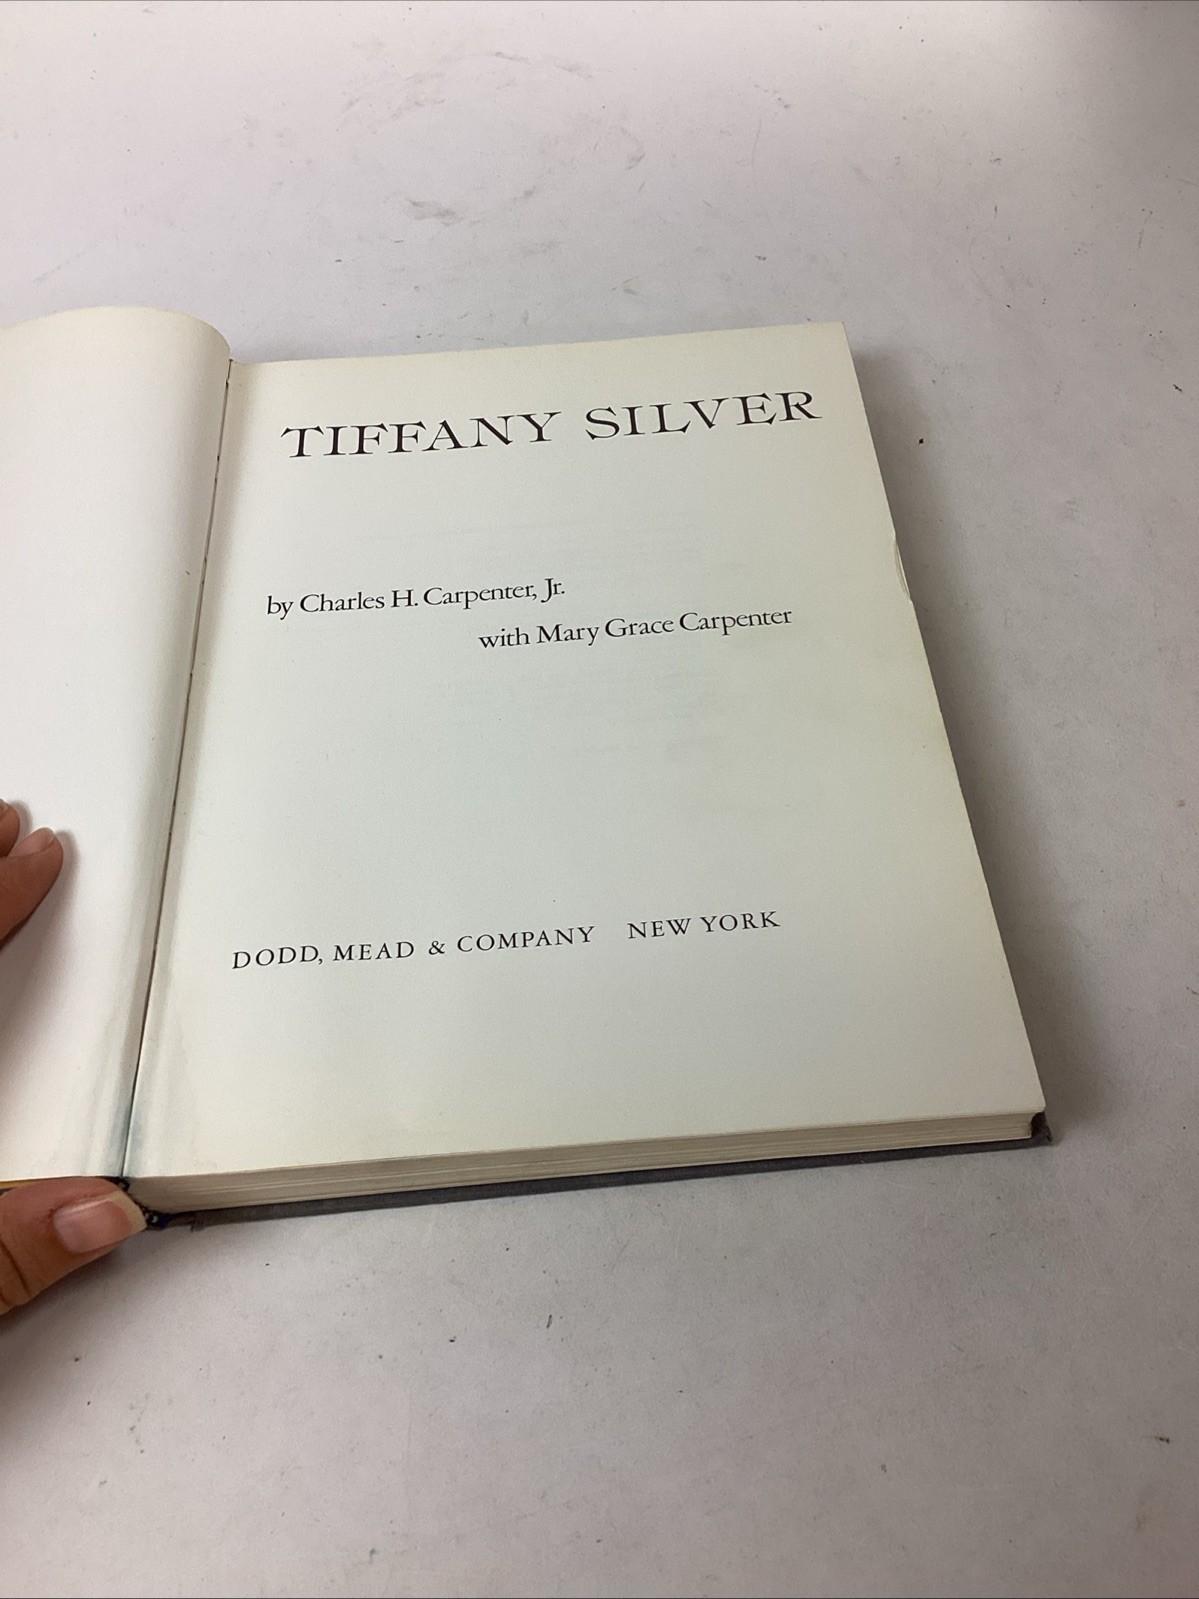 TIFFANY SILVER
by Charles H. Carpenter, Jr.
with Mary Grace Carpenter
DODD, MEAD & COMPANY NEW YORK